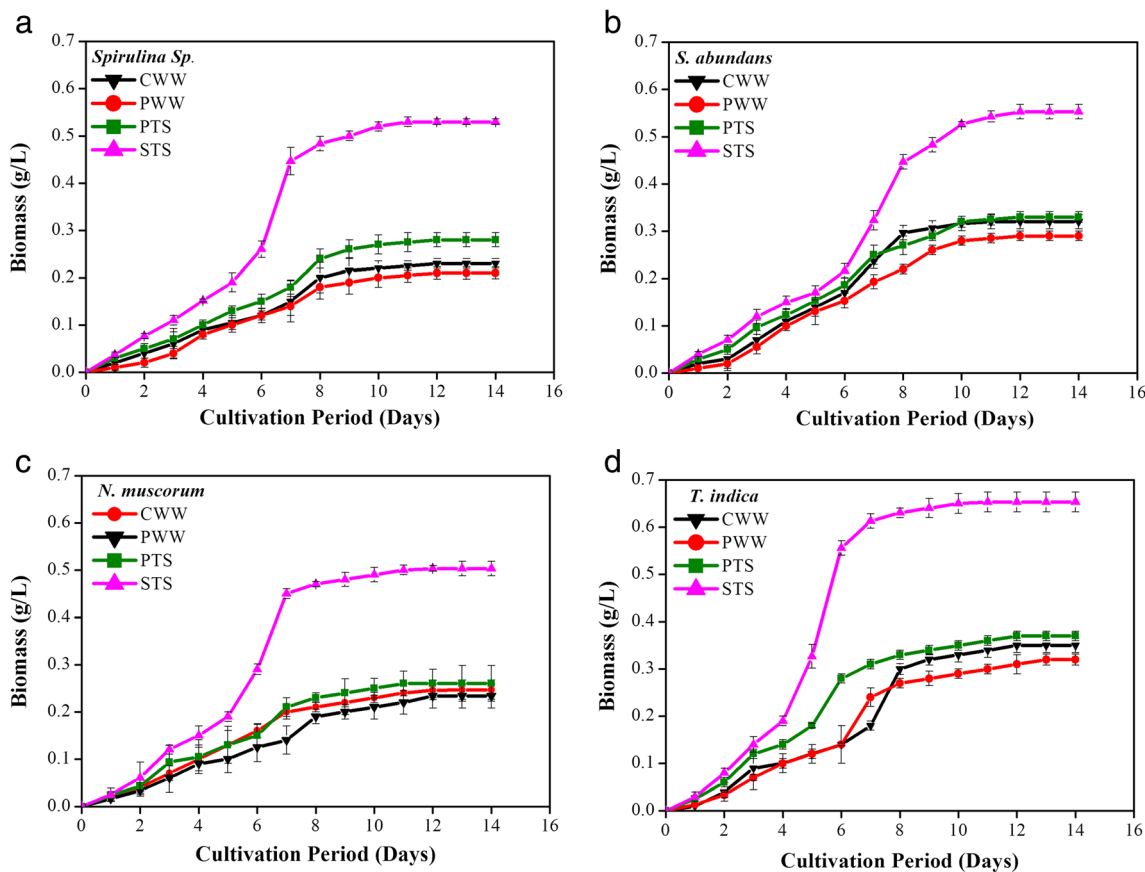 a
Spirulina Sp.
CWW
PWW
PTS
STS
0.7
0.6
0.5
0.4
0.3
0.2
0.1
0.0
Biomass (g/L)
0 2 4 6 8 10 12 14 16
Cultivation Period (Days)
b
S. abundans
CWW
PWW
PTS
STS
0.7
0.6
0.5
0.4
0.3
0.2
0.1
0.0
Biomass (g/L)
0 2 4 6 8 10 12 14 16
Cultivation Period (Days)
c
N. muscorum
CWW
PWW
PTS
STS
0.7
0.6
0.5
0.4
0.3
0.2
0.1
0.0
Biomass (g/L)
0 2 4 6 8 10 12 14 16
Cultivation Period (Days)
d
T. indica
CWW
PWW
PTS
STS
0.7
0.6
0.5
0.4
0.3
0.2
0.1
0.0
Biomass (g/L)
0 2 4 6 8 10 12 14 16
Cultivation Period (Days)